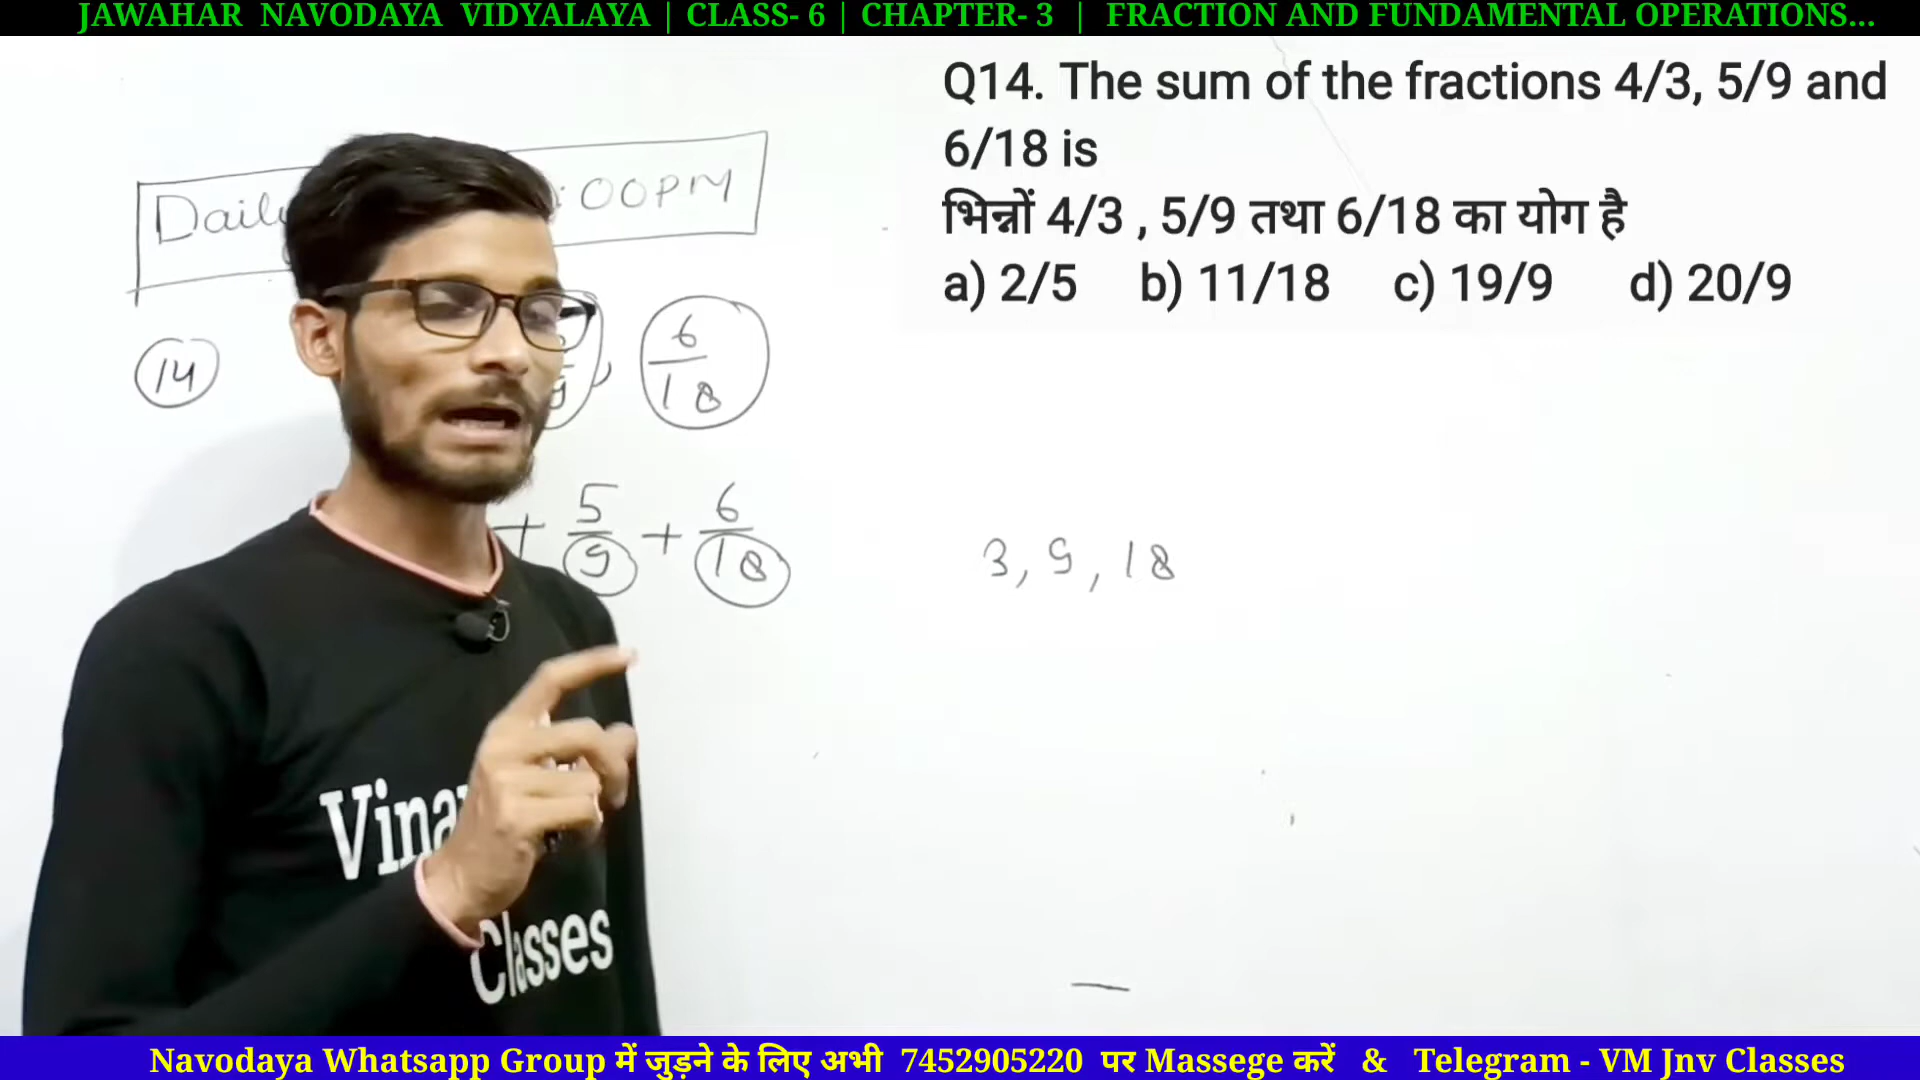 JAWAHAR NAVODAYA VIDYALAYA | CLASS- 6 | CHAPTER- 3 | FRACTION AND FUNDAMENTAL OPERATIONS...
Q14. The sum of the fractions 4/3, 5/9 and
6/18 is
भिन्नों 4/3 , 5/9 तथा 6/18 का योग है
a) 2/5 b) 11/18 c) 19/9 d) 20/9
Daily :00PM
14
6
18
+ 5/9 + 6/18
3, 9, 18
Classes
Navodaya Whatsapp Group में जुड़ने के लिए अभी 7452905220 पर Massege करें & Telegram - VM Jnv Classes